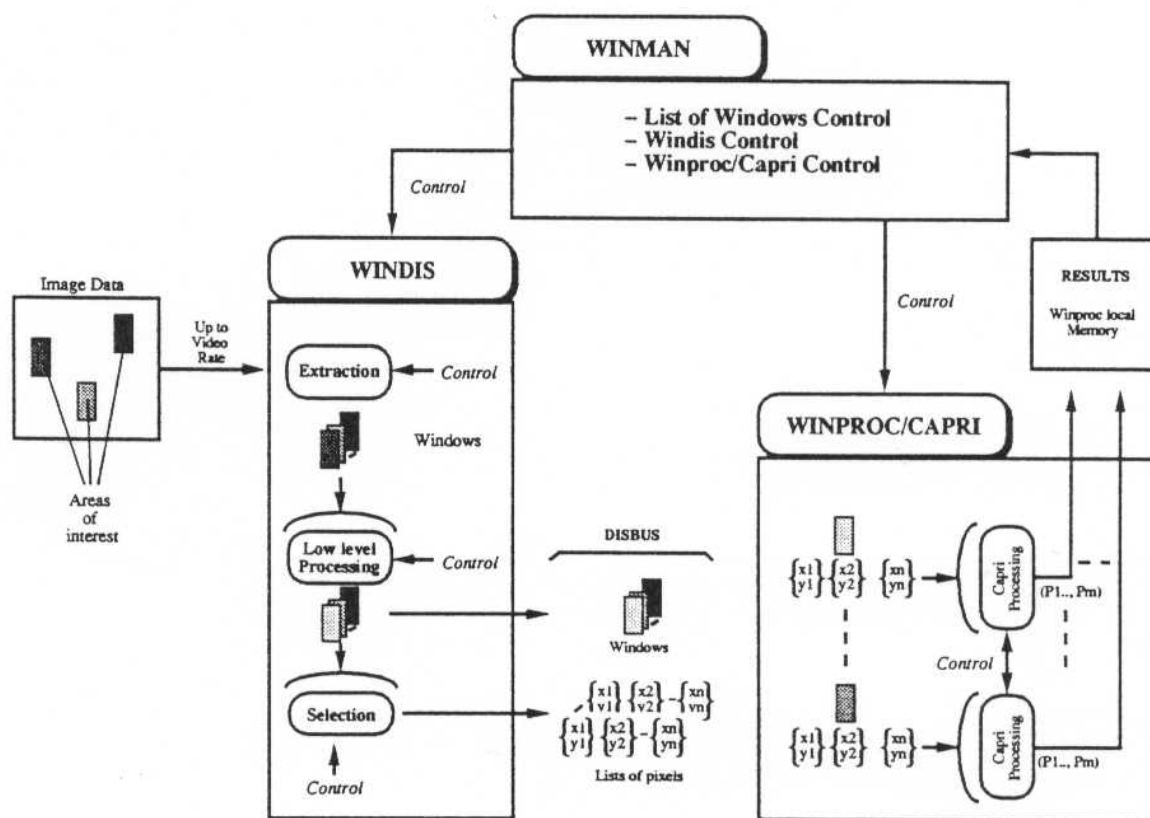 WINMAN
– List of Windows Control
– Windis Control
– Winproc/Capri Control
Control
WINDIS
Image Data
Up to
Video
Rate
Areas
of
interest
Extraction
Control
Windows
Low level
Processing
Control
Selection
Control
DISBUS
Windows
{x1 {x2 – {xn
v1} v2} vn}
{x1 {x2 – {xn
y1} y2} yn}
Lists of pixels
Control
RESULTS
Winproc local
Memory
WINPROC/CAPRI
{x1 {x2 {xn
y1} y2} yn}
Capri
Processing
(P1.., Pm)
Control
{x1 {x2 {xn
y1} y2} yn}
Capri
Processing
(P1.., Pm)